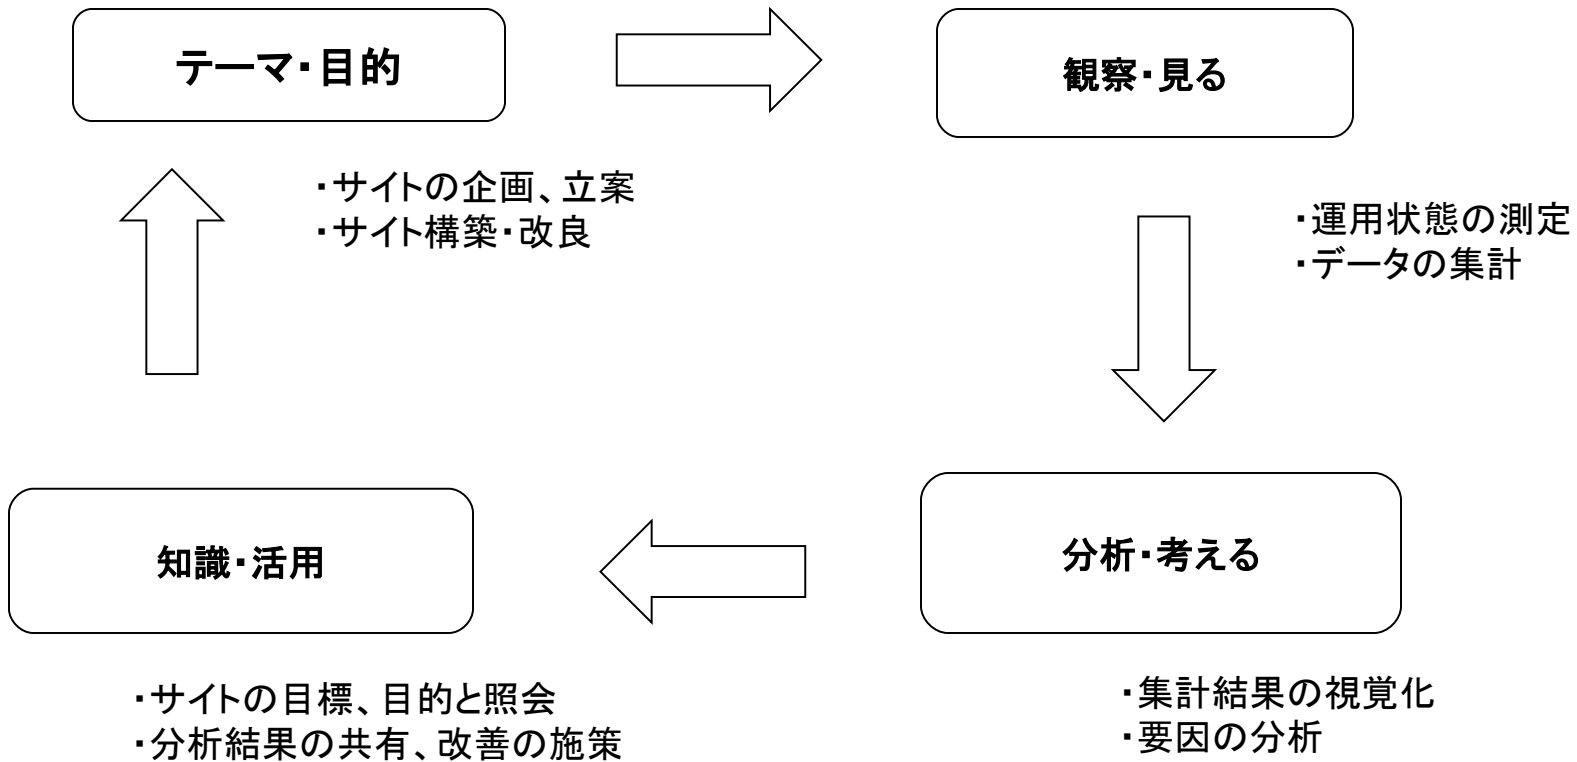 テーマ・目的
観察・見る
・サイトの企画、立案
・サイト構築・改良
・運用状態の測定
・データの集計
分析・考える
知識・活用
・集計結果の視覚化
・要因の分析
・サイトの目標、目的と照会
・分析結果の共有、改善の施策